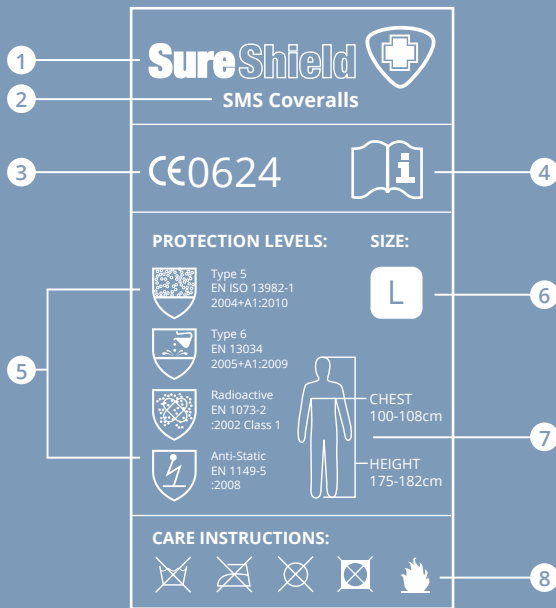 1
SureShield
2
SMS Coveralls
3
CE0624
i
4
PROTECTION LEVELS:
SIZE:
Type 5
EN ISO 13982-1
2004+A1:2010
L
6
Type 6
EN 13034
2005+A1:2009
5
Radioactive
EN 1073-2
:2002 Class 1
CHEST
100-108cm
7
Anti-Static
EN 1149-5
:2008
HEIGHT
175-182cm
CARE INSTRUCTIONS:
8